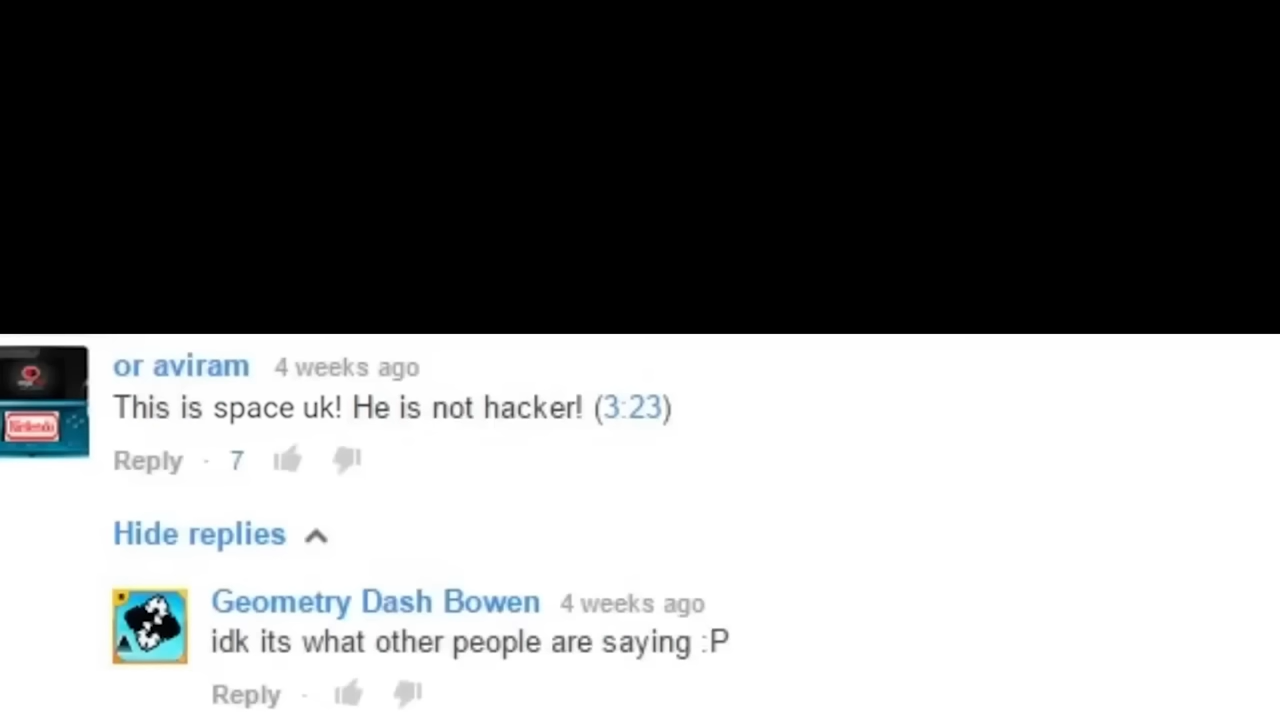 or aviram 4 weeks ago
This is space uk! He is not hacker! (3:23)
Nintendo
Reply · 7
Hide replies
Geometry Dash Bowen 4 weeks ago
idk its what other people are saying :P
Reply ·